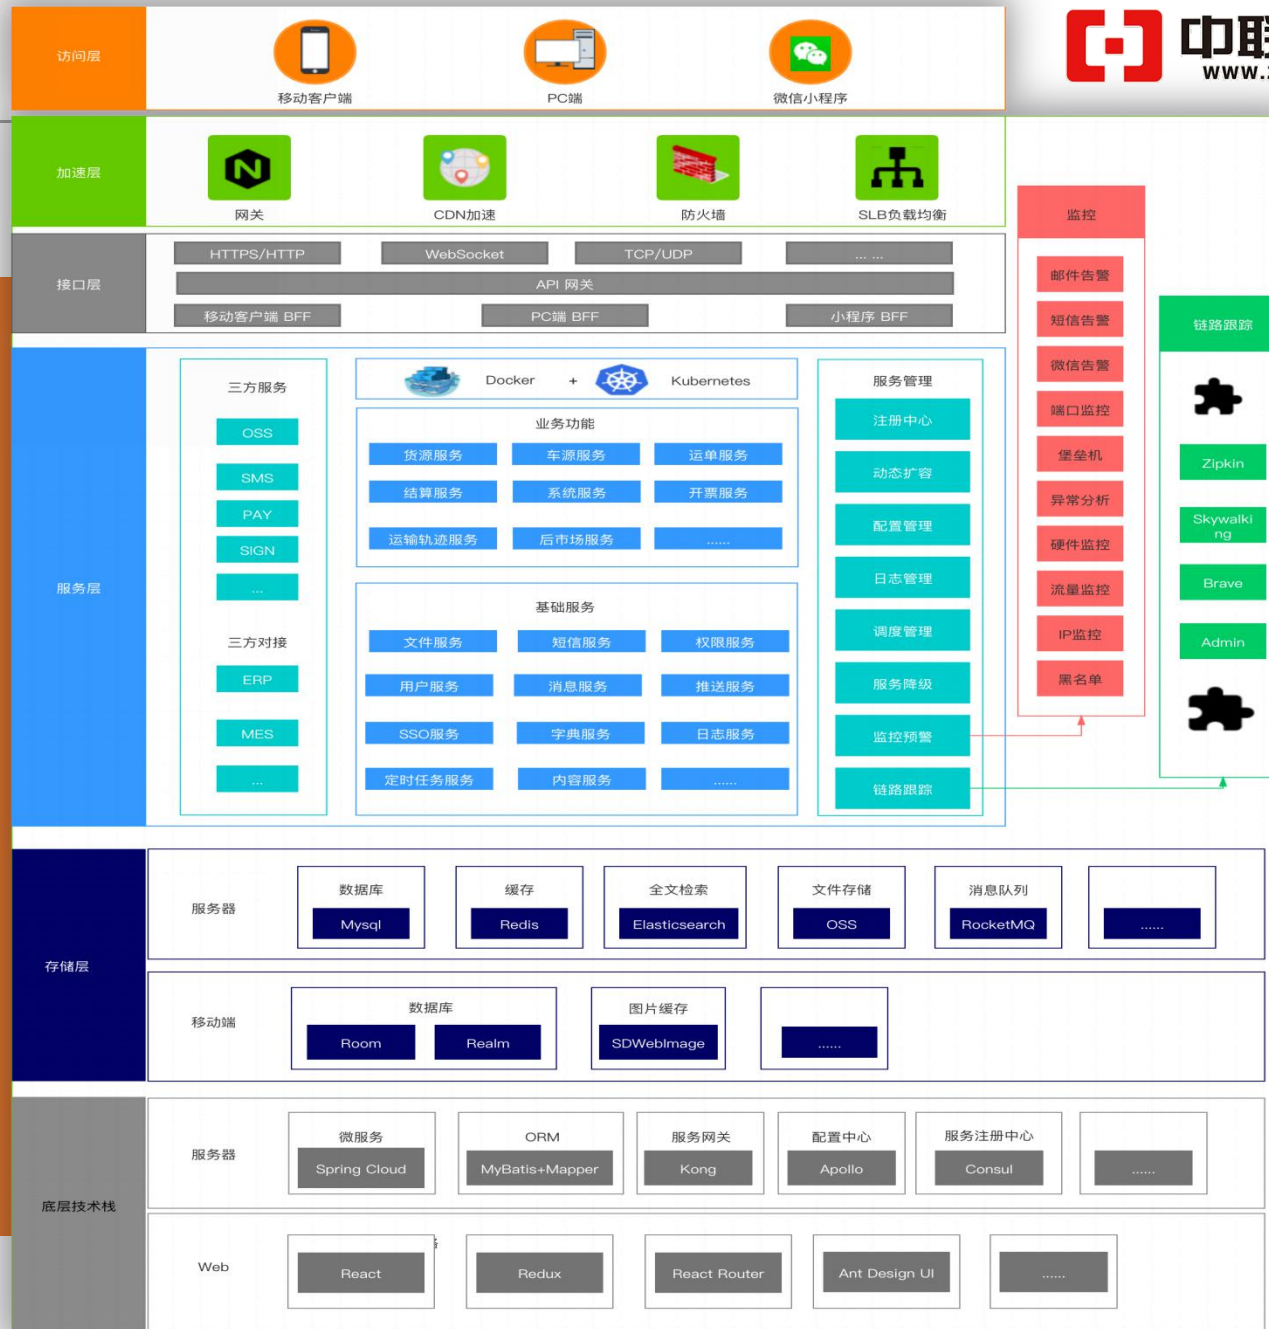 访问层
移动客户端
PC端
微信小程序
中联
www.
加速层
网关
CDN加速
防火墙
SLB负载均衡
接口层
HTTPS/HTTP
WebSocket
TCP/UDP
... ...
API 网关
移动客户端 BFF
PC端 BFF
小程序 BFF
服务层
三方服务
OSS
SMS
PAY
SIGN
...
三方对接
ERP
MES
...
Docker + Kubernetes
业务功能
货源服务
车源服务
运单服务
结算服务
系统服务
开票服务
运输轨迹服务
后市场服务
......
基础服务
文件服务
短信服务
权限服务
用户服务
消息服务
推送服务
SSO服务
字典服务
日志服务
定时任务服务
内容服务
......
服务管理
注册中心
动态扩容
配置管理
日志管理
调度管理
服务降级
监控预警
链路跟踪
监控
邮件告警
短信告警
微信告警
端口监控
堡垒机
异常分析
硬件监控
流量监控
IP监控
黑名单
链路跟踪
Zipkin
Skywalki
ng
Brave
Admin
存储层
服务器
数据库
Mysql
缓存
Redis
全文检索
Elasticsearch
文件存储
OSS
消息队列
RocketMQ
......
移动端
数据库
Room
Realm
图片缓存
SDWebImage
......
底层技术栈
服务器
微服务
Spring Cloud
ORM
MyBatis+Mapper
服务网关
Kong
配置中心
Apollo
服务注册中心
Consul
......
Web
React
Redux
React Router
Ant Design UI
......